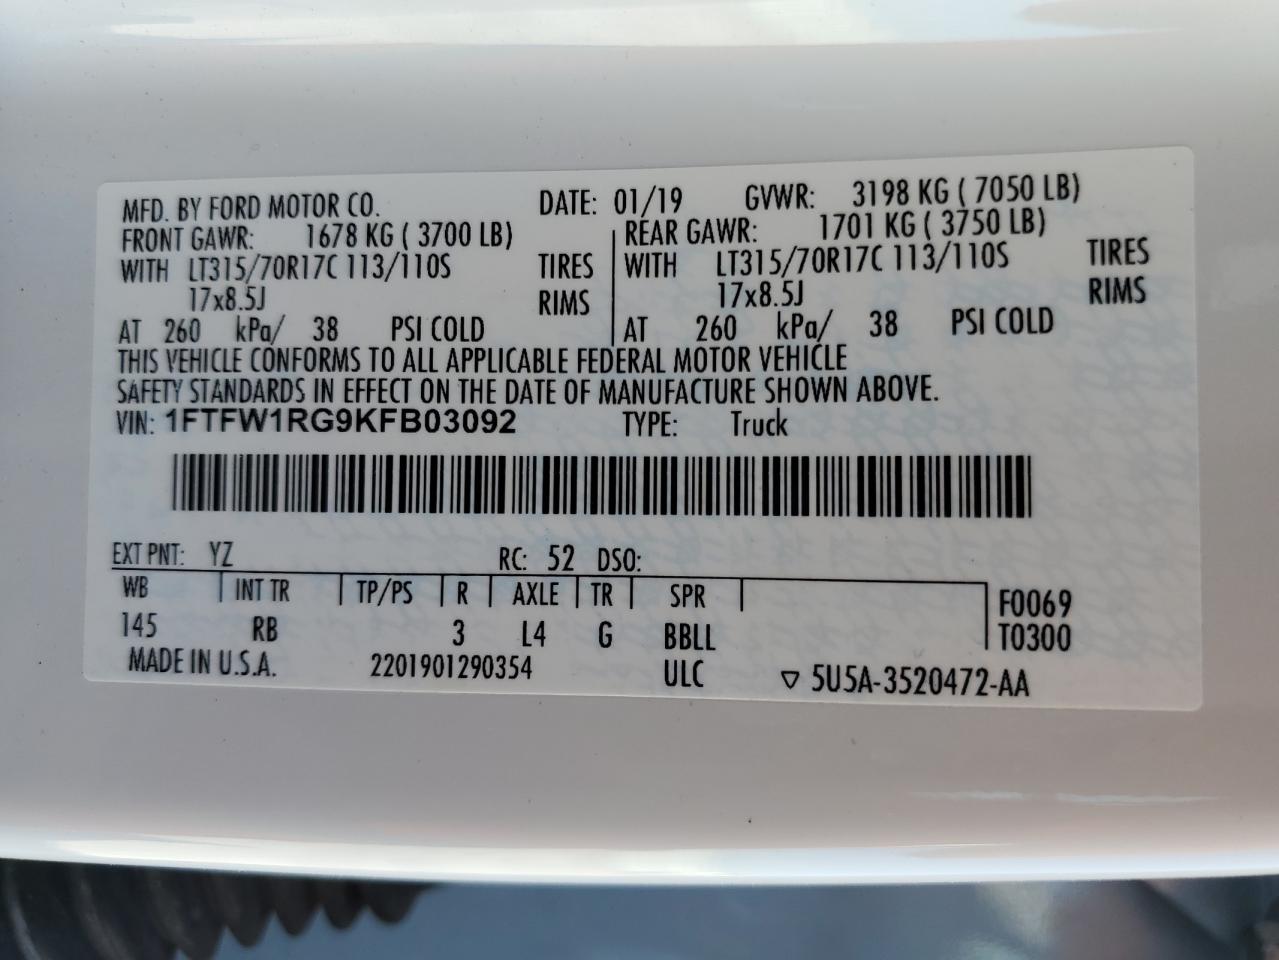 MFD. BY FORD MOTOR CO. DATE: 01/19 GVWR: 3198 KG ( 7050 LB)
FRONT GAWR: 1678 KG ( 3700 LB) REAR GAWR: 1701 KG ( 3750 LB)
WITH LT315/70R17C 113/110S TIRES WITH LT315/70R17C 113/110S TIRES
17x8.5J RIMS 17x8.5J RIMS
AT 260 kPa/ 38 PSI COLD AT 260 kPa/ 38 PSI COLD
THIS VEHICLE CONFORMS TO ALL APPLICABLE FEDERAL MOTOR VEHICLE
SAFETY STANDARDS IN EFFECT ON THE DATE OF MANUFACTURE SHOWN ABOVE.
VIN: 1FTFW1RG9KFB03092 TYPE: Truck
EXT PNT: YZ RC: 52 DSO:
WB INT TR TP/PS R AXLE TR SPR F0069
145 RB 3 L4 G BBLL T0300
MADE IN U.S.A. 2201901290354 ULC ▽ 5U5A-3520472-AA